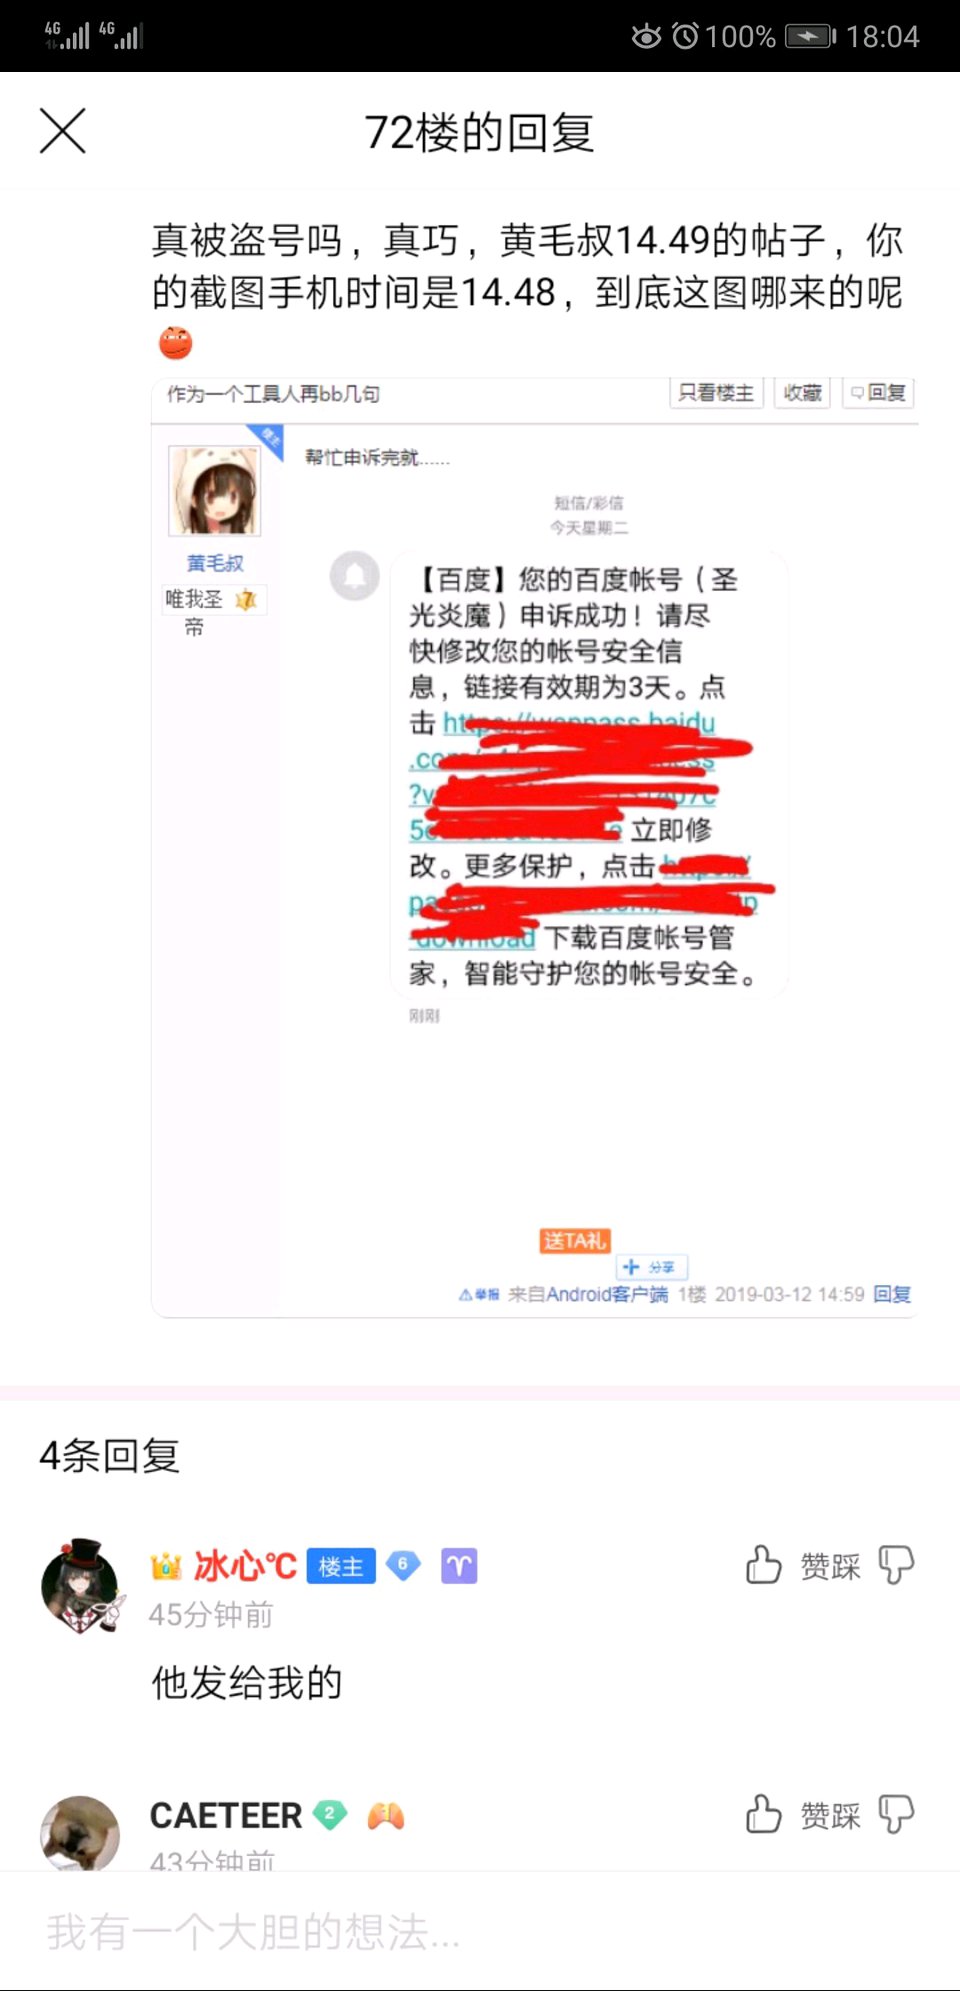 4G 4G 100% 18:04
72楼的回复
真被盗号吗，真巧，黄毛叔14.49的帖子，你
的截图手机时间是14.48，到底这图哪来的呢
作为一个工具人再bb几句 只看楼主 收藏 回复
楼主
帮忙申诉完就......
短信/彩信
今天星期二
黄毛叔
唯我圣 7
帝
【百度】您的百度帐号（圣
光炎魔）申诉成功！请尽
快修改您的帐号安全信
息，链接有效期为3天。点
击 https://wappass.baidu
.co
?v
5 立即修
改。更多保护，点击
pa
download 下载百度帐号管
家，智能守护您的帐号安全。
刚刚
送TA礼
分享
举报 来自Android客户端 1楼 2019-03-12 14:59 回复
4条回复
冰心℃ 楼主 6 赞踩
45分钟前
他发给我的
CAETEER 2 1 赞踩
43分钟前
我有一个大胆的想法...